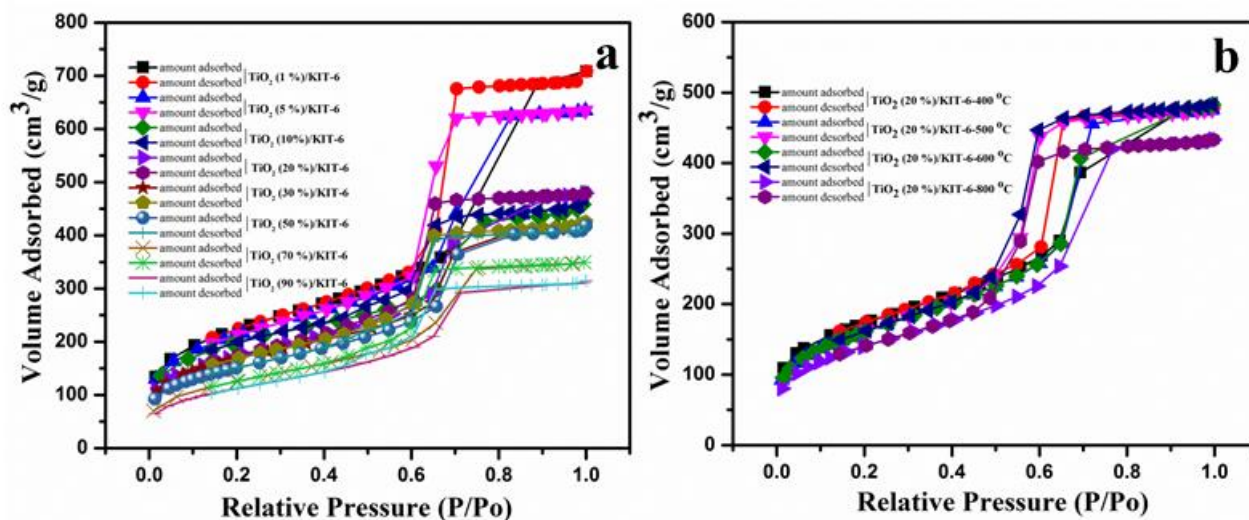 a
800
700
600
500
400
300
200
100
0
Volume Adsorbed (cm³/g)
amount adsorbed
amount desorbed
TiO₂ (1 %)/KIT-6
amount adsorbed
amount desorbed
TiO₂ (5 %)/KIT-6
amount adsorbed
amount desorbed
TiO₂ (10%)/KIT-6
amount adsorbed
amount desorbed
TiO₂ (20 %)/KIT-6
amount adsorbed
amount desorbed
TiO₂ (30 %)/KIT-6
amount adsorbed
amount desorbed
TiO₂ (50 %)/KIT-6
amount adsorbed
amount desorbed
TiO₂ (70 %)/KIT-6
amount adsorbed
amount desorbed
TiO₂ (90 %)/KIT-6
0.0 0.2 0.4 0.6 0.8 1.0
Relative Pressure (P/Po)
b
600
400
200
0
Volume Adsorbed (cm³/g)
amount adsorbed
amount desorbed
TiO₂ (20 %)/KIT-6-400 °C
amount adsorbed
amount desorbed
TiO₂ (20 %)/KIT-6-500 °C
amount adsorbed
amount desorbed
TiO₂ (20 %)/KIT-6-600 °C
amount adsorbed
amount desorbed
TiO₂ (20 %)/KIT-6-800 °C
0.0 0.2 0.4 0.6 0.8 1.0
Relative Pressure (P/Po)